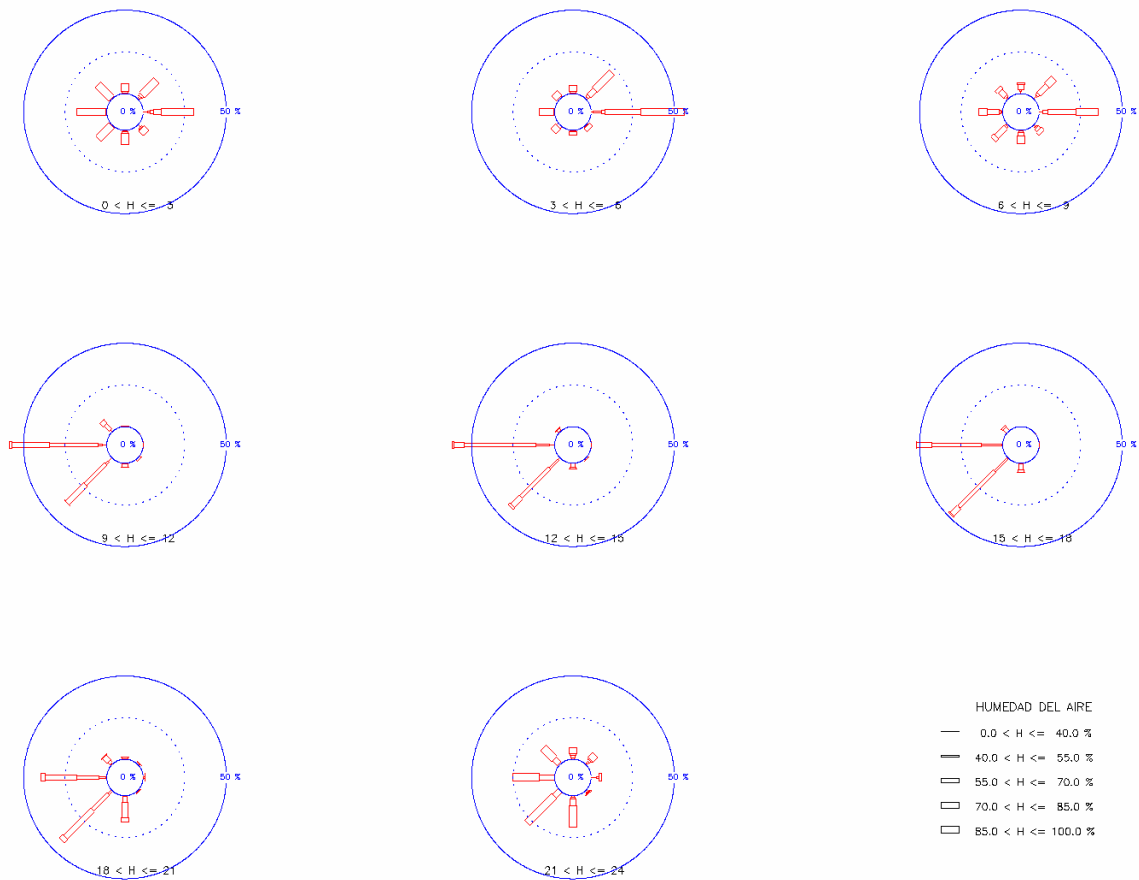 0 %
50 %
0 < H <= 3
0 %
50 %
3 < H <= 6
0 %
50 %
6 < H <= 9
0 %
50 %
9 < H <= 12
0 %
50 %
12 < H <= 15
0 %
50 %
15 < H <= 18
0 %
50 %
18 < H <= 21
0 %
50 %
21 < H <= 24
HUMEDAD DEL AIRE
0.0 < H <= 40.0 %
40.0 < H <= 55.0 %
55.0 < H <= 70.0 %
70.0 < H <= 85.0 %
85.0 < H <= 100.0 %